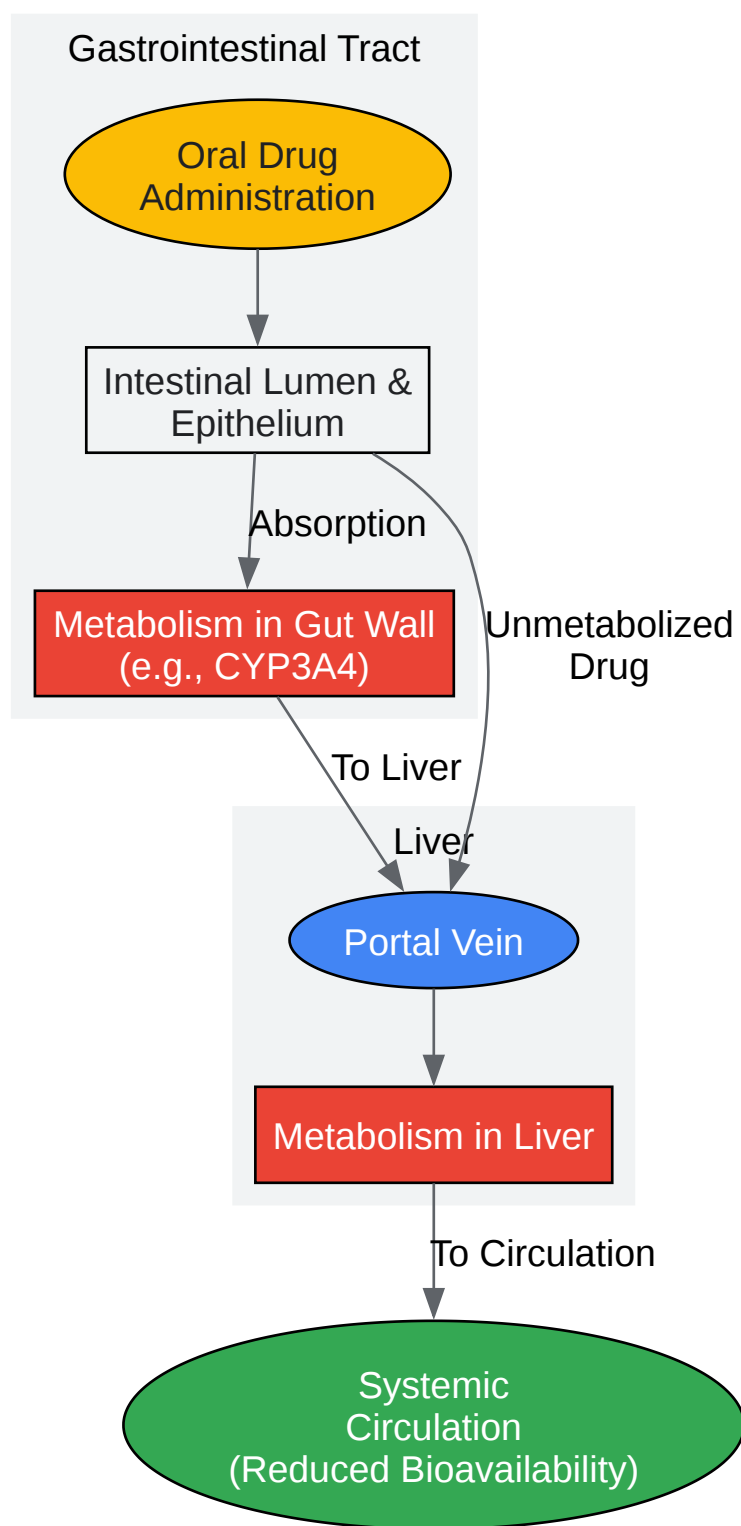 Gastrointestinal Tract
Oral Drug
Administration
Intestinal Lumen &
Epithelium
Absorption
Metabolism in Gut Wall
(e.g., CYP3A4)
Unmetabolized
Drug
To Liver
Liver
Portal Vein
Metabolism in Liver
To Circulation
Systemic
Circulation
(Reduced Bioavailability)